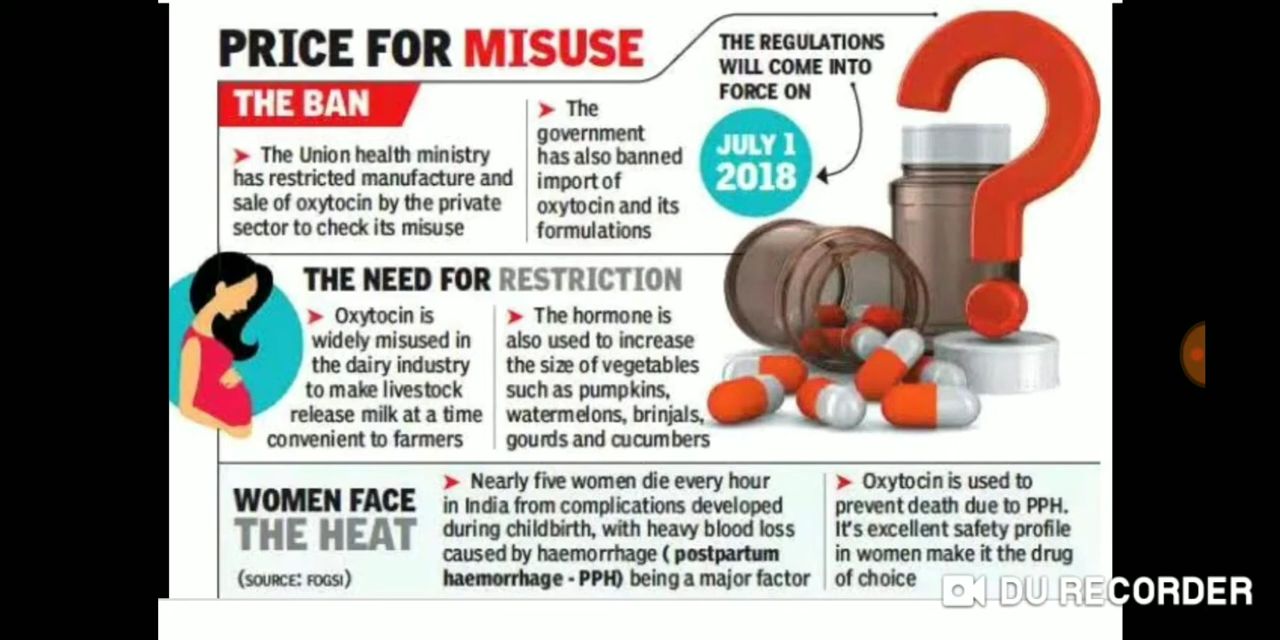 PRICE FOR MISUSE
THE BAN
➤ The Union health ministry
has restricted manufacture and
sale of oxytocin by the private
sector to check its misuse
➤ The
government
has also banned
import of
oxytocin and its
formulations
THE REGULATIONS
WILL COME INTO
FORCE ON
JULY 1
2018
THE NEED FOR RESTRICTION
➤ Oxytocin is
widely misused in
the dairy industry
to make livestock
release milk at a time
convenient to farmers
➤ The hormone is
also used to increase
the size of vegetables
such as pumpkins,
watermelons, brinjals,
gourds and cucumbers
WOMEN FACE
THE HEAT
(SOURCE: FOGSI)
➤ Nearly five women die every hour
in India from complications developed
during childbirth, with heavy blood loss
caused by haemorrhage ( postpartum
haemorrhage - PPH) being a major factor
➤ Oxytocin is used to
prevent death due to PPH.
It's excellent safety profile
in women make it the drug
of choice
DU RECORDER